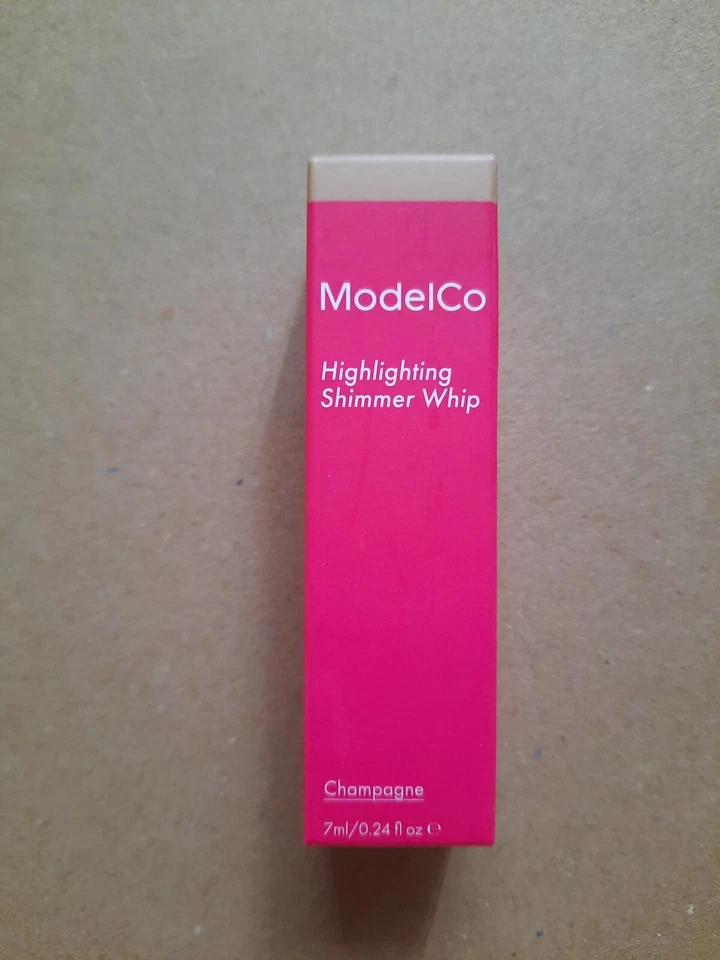 ModelCo
Highlighting
Shimmer Whip
Champagne
7ml/0.24 fl oz ℮